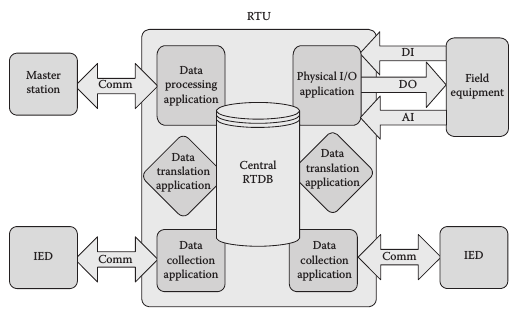 RTU
Master
station
Comm
Data
processing
application
Physical I/O
application
DI
DO
AI
Field
equipment
Data
translation
application
Central
RTDB
Data
translation
application
IED
Comm
Data
collection
application
Data
collection
application
Comm
IED